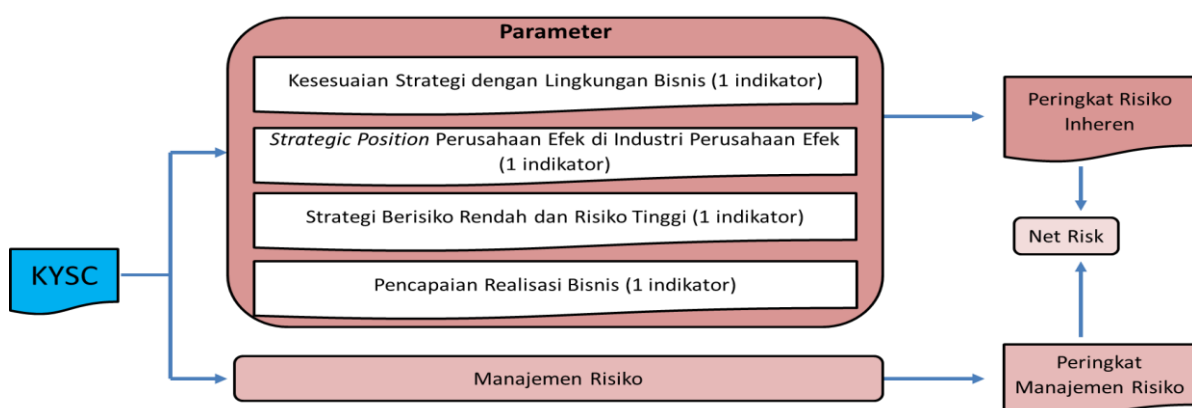 Parameter
Kesesuaian Strategi dengan Lingkungan Bisnis (1 indikator)
Strategic Position Perusahaan Efek di Industri Perusahaan Efek
(1 indikator)
Strategi Berisiko Rendah dan Risiko Tinggi (1 indikator)
Pencapaian Realisasi Bisnis (1 indikator)
KYSC
Manajemen Risiko
Peringkat Risiko
Inheren
Net Risk
Peringkat
Manajemen Risiko